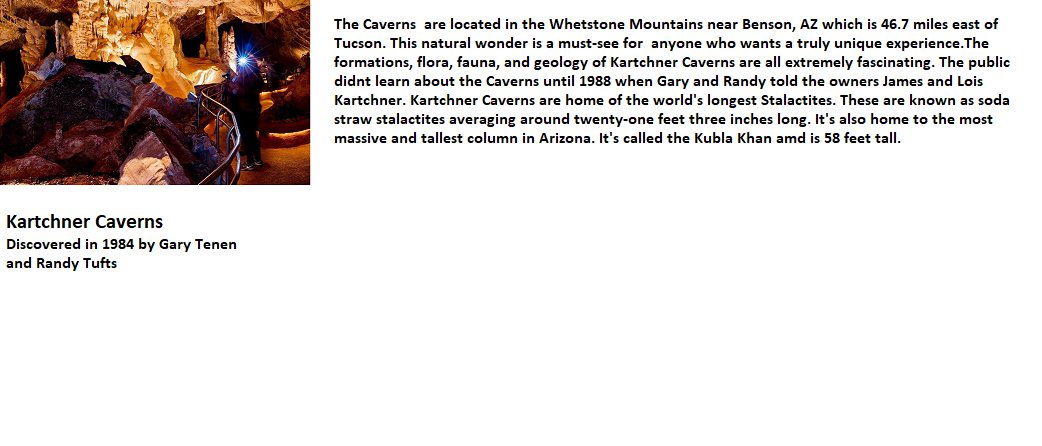 The Caverns  are located in the Whetstone Mountains near Benson, AZ which is 46.7 miles east of
Tucson. This natural wonder is a must-see for  anyone who wants a truly unique experience.The
formations, flora, fauna, and geology of Kartchner Caverns are all extremely fascinating. The public
didnt learn about the Caverns until 1988 when Gary and Randy told the owners James and Lois
Kartchner. Kartchner Caverns are home of the world's longest Stalactites. These are known as soda
straw stalactites averaging around twenty-one feet three inches long. It's also home to the most
massive and tallest column in Arizona. It's called the Kubla Khan amd is 58 feet tall.
Kartchner Caverns
Discovered in 1984 by Gary Tenen
and Randy Tufts